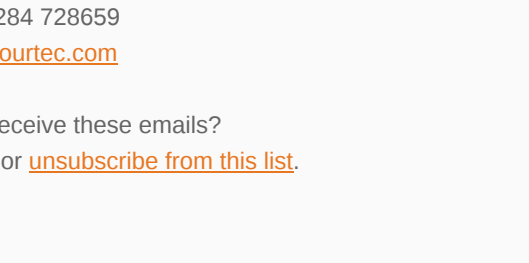 284 728659
ourtec.com
eceive these emails?
or unsubscribe from this list.